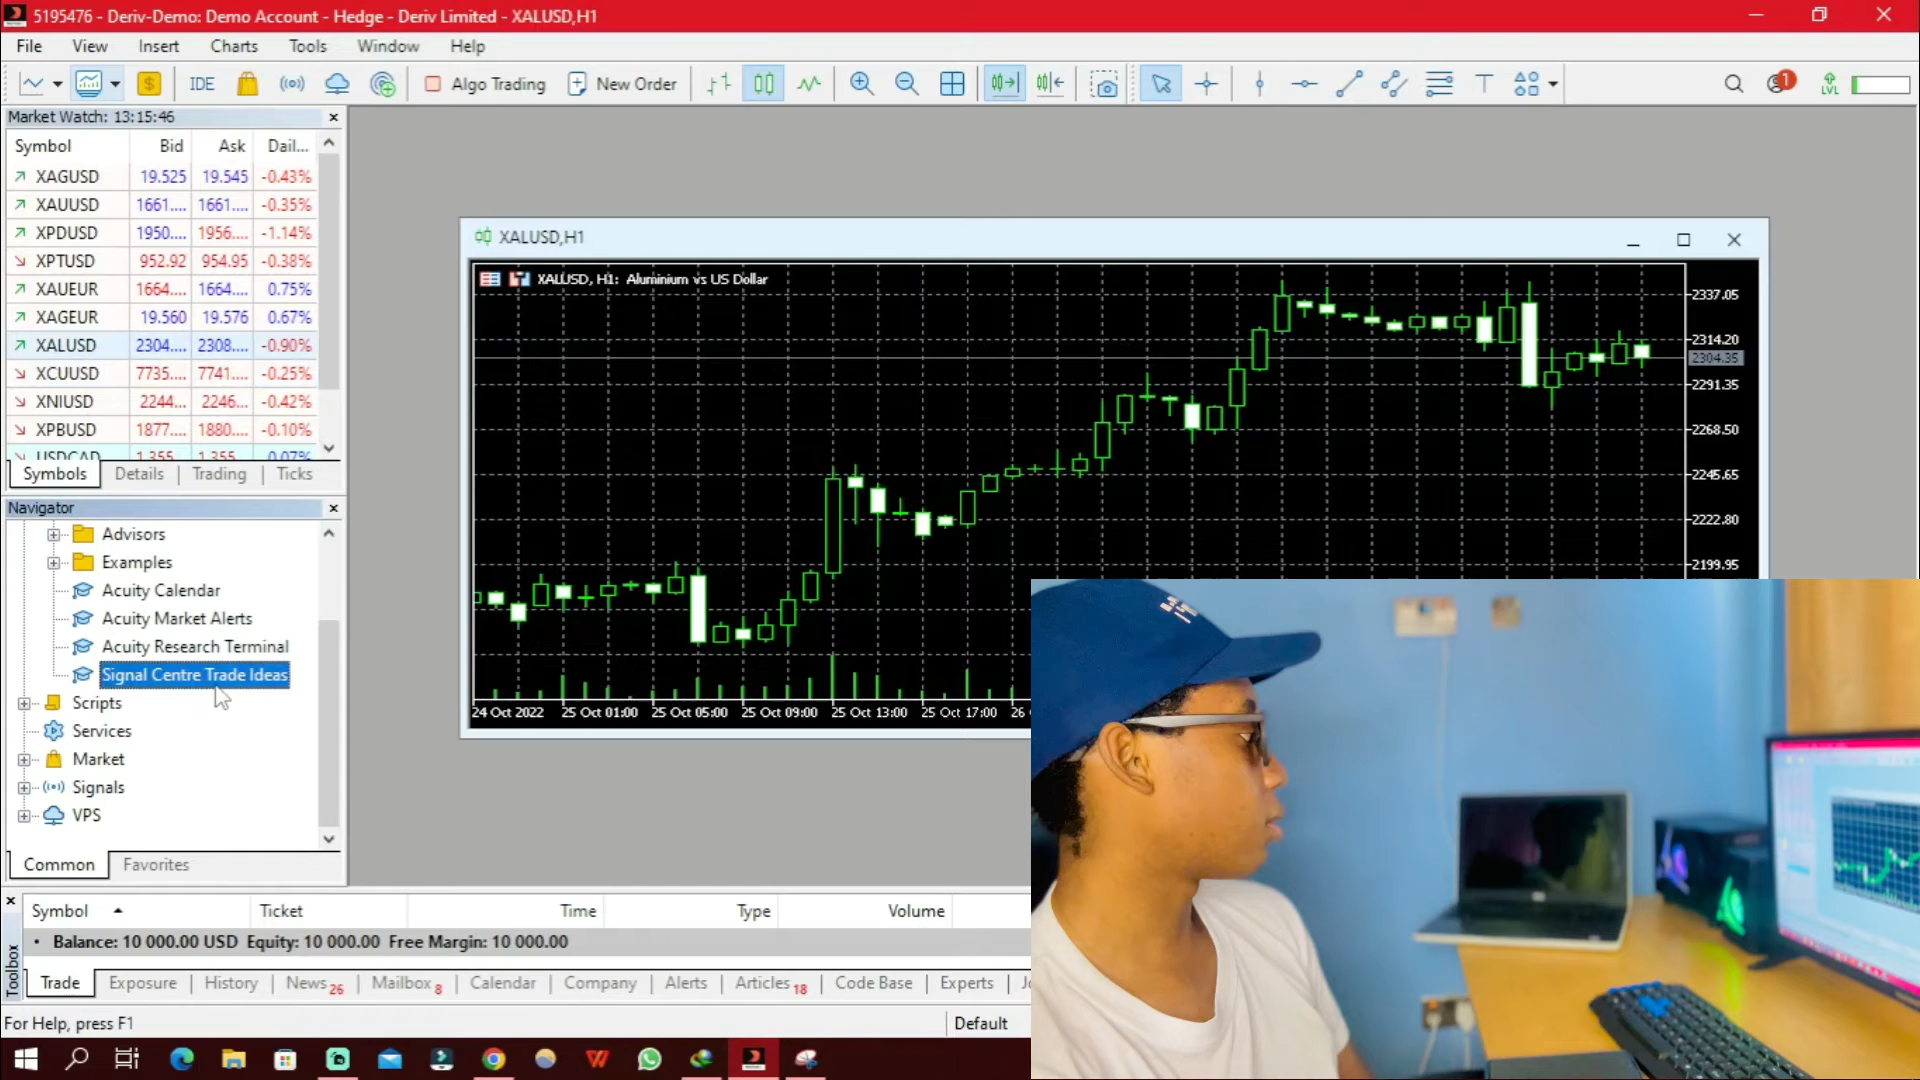 5195476 - Deriv-Demo: Demo Account - Hedge - Deriv Limited - XALUSD,H1
File View Insert Charts Tools Window Help
IDE Algo Trading New Order 1 LVL
Market Watch: 13:15:46
Symbol Bid Ask Dail...
XAGUSD 19.525 19.545 -0.43%
XAUUSD 1661.... 1661.... -0.35%
XPDUSD 1950.... 1956.... -1.14%
XPTUSD 952.92 954.95 -0.38%
XAUEUR 1664.... 1664.... 0.75%
XAGEUR 19.560 19.576 0.67%
XALUSD 2304.... 2308.... -0.90%
XCUUSD 7735.... 7741.... -0.25%
XNIUSD 2244... 2246... -0.42%
XPBUSD 1877.... 1880.... -0.10%
USDCAD 1.355 1.355 0.07%
Symbols Details Trading Ticks
Navigator
Advisors
Examples
Acuity Calendar
Acuity Market Alerts
Acuity Research Terminal
Signal Centre Trade Ideas
Scripts
Services
Market
Signals
VPS
Common Favorites
XALUSD,H1
XALUSD, H1: Aluminium vs US Dollar
2337.05
2314.20
2304.35
2291.35
2268.50
2245.65
2222.80
2199.95
24 Oct 2022 25 Oct 01:00 25 Oct 05:00 25 Oct 09:00 25 Oct 13:00 25 Oct 17:00 26
Symbol Ticket Time Type Volume
Balance: 10 000.00 USD Equity: 10 000.00 Free Margin: 10 000.00
Toolbox
Trade Exposure History News 26 Mailbox 8 Calendar Company Alerts Articles 18 Code Base Experts
For Help, press F1 Default